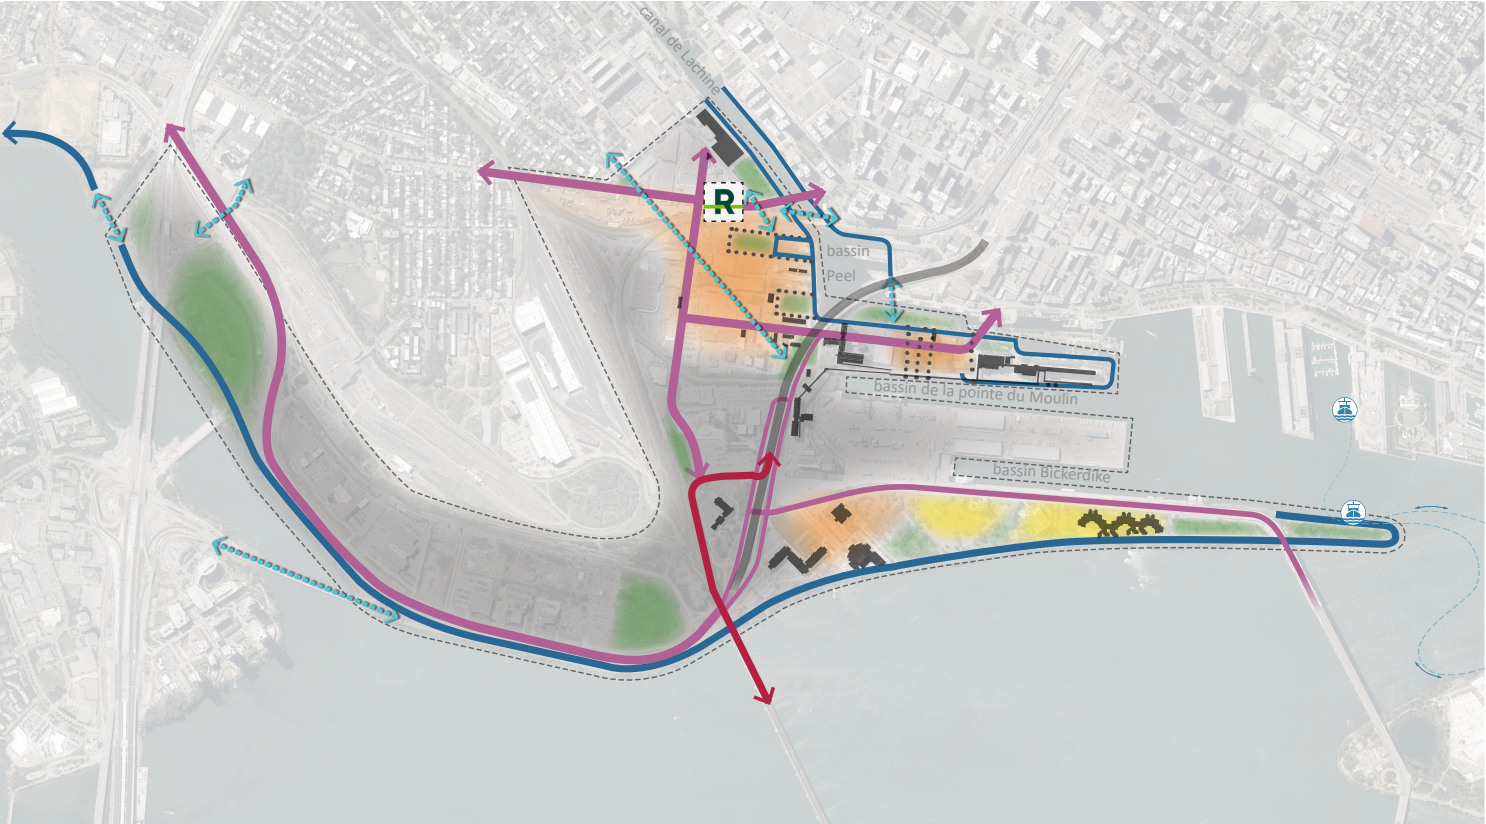 canal de Lachine
R
bassin
Peel
bassin de la pointe du Moulin
bassin Bickerdike